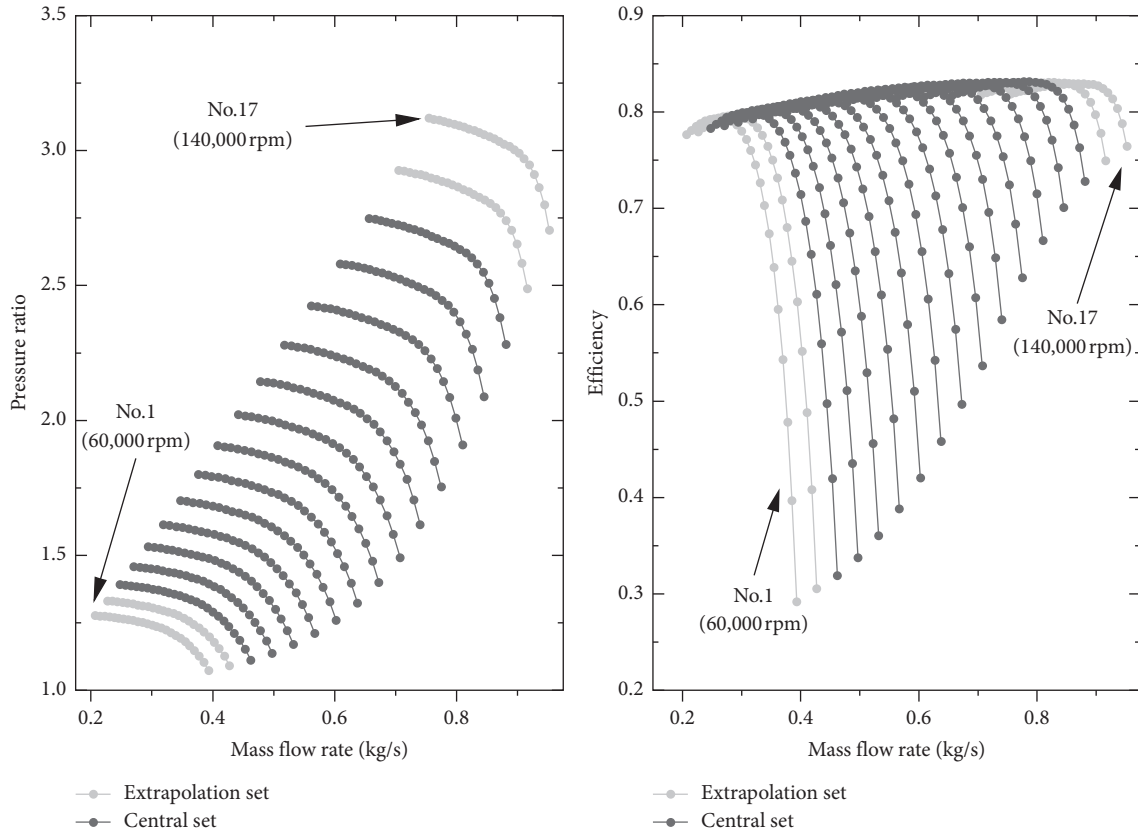 3.5
3.0
2.5
2.0
1.5
1.0
Pressure ratio
No.17
(140,000 rpm)
No.1
(60,000 rpm)
0.2
0.4
0.6
0.8
Mass flow rate (kg/s)
Extrapolation set
Central set
0.9
0.8
0.7
0.6
0.5
0.4
0.3
0.2
Efficiency
No.17
(140,000 rpm)
No.1
(60,000 rpm)
0.2
0.4
0.6
0.8
Mass flow rate (kg/s)
Extrapolation set
Central set